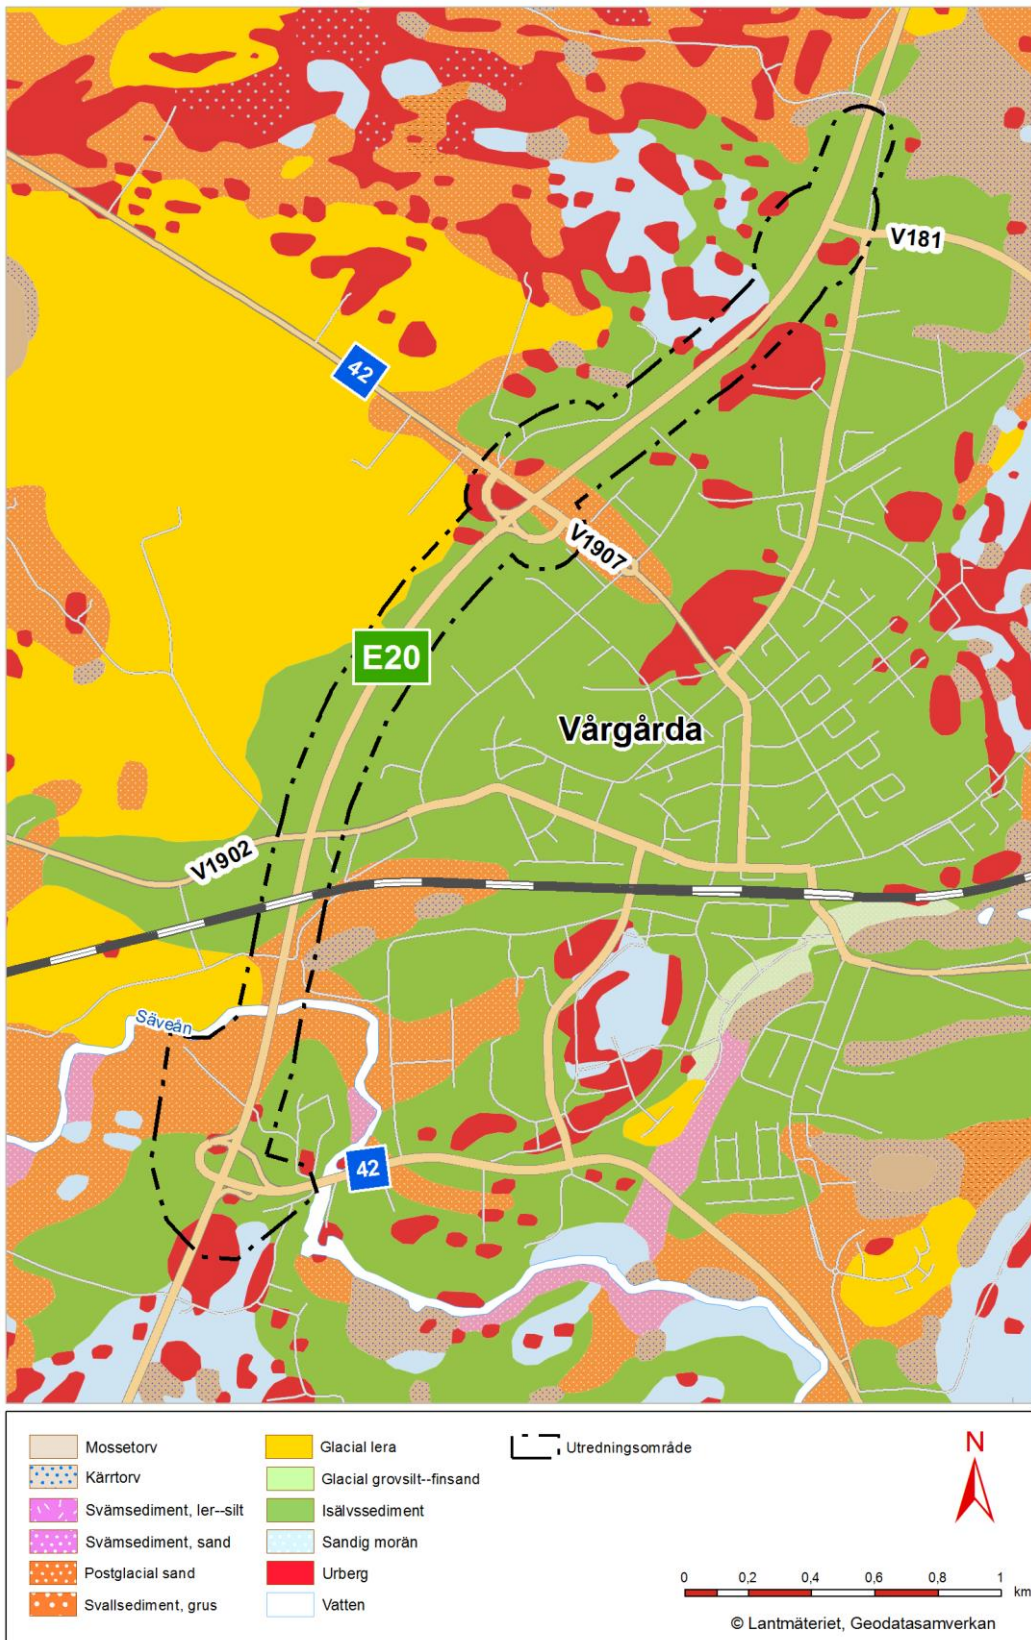 V181
42
V1907
E20
Vårgårda
V1902
Säveån
42
Mossetorv
Kärrtorv
Svämsediment, ler--silt
Svämsediment, sand
Postglacial sand
Svallsediment, grus
Glacial lera
Glacial grovsilt--finsand
Isälvssediment
Sandig morän
Urberg
Vatten
Utredningsområde
N
0 0,2 0,4 0,6 0,8 1
km
© Lantmäteriet, Geodatasamverkan